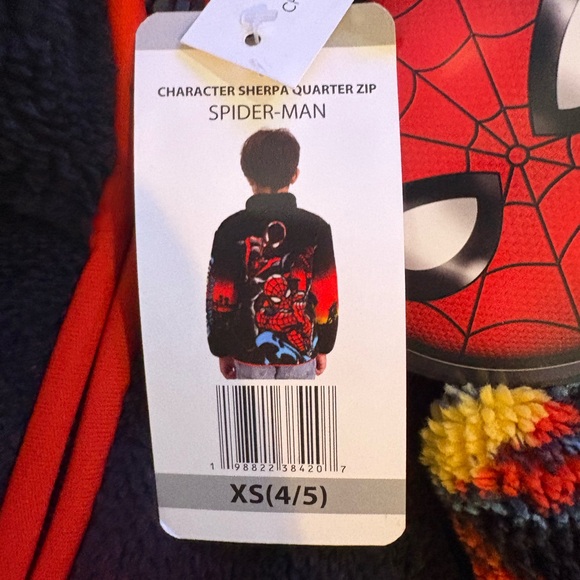 CHARACTER SHERPA QUARTER ZIP
SPIDER-MAN
1 98822 38420 7
XS(4/5)